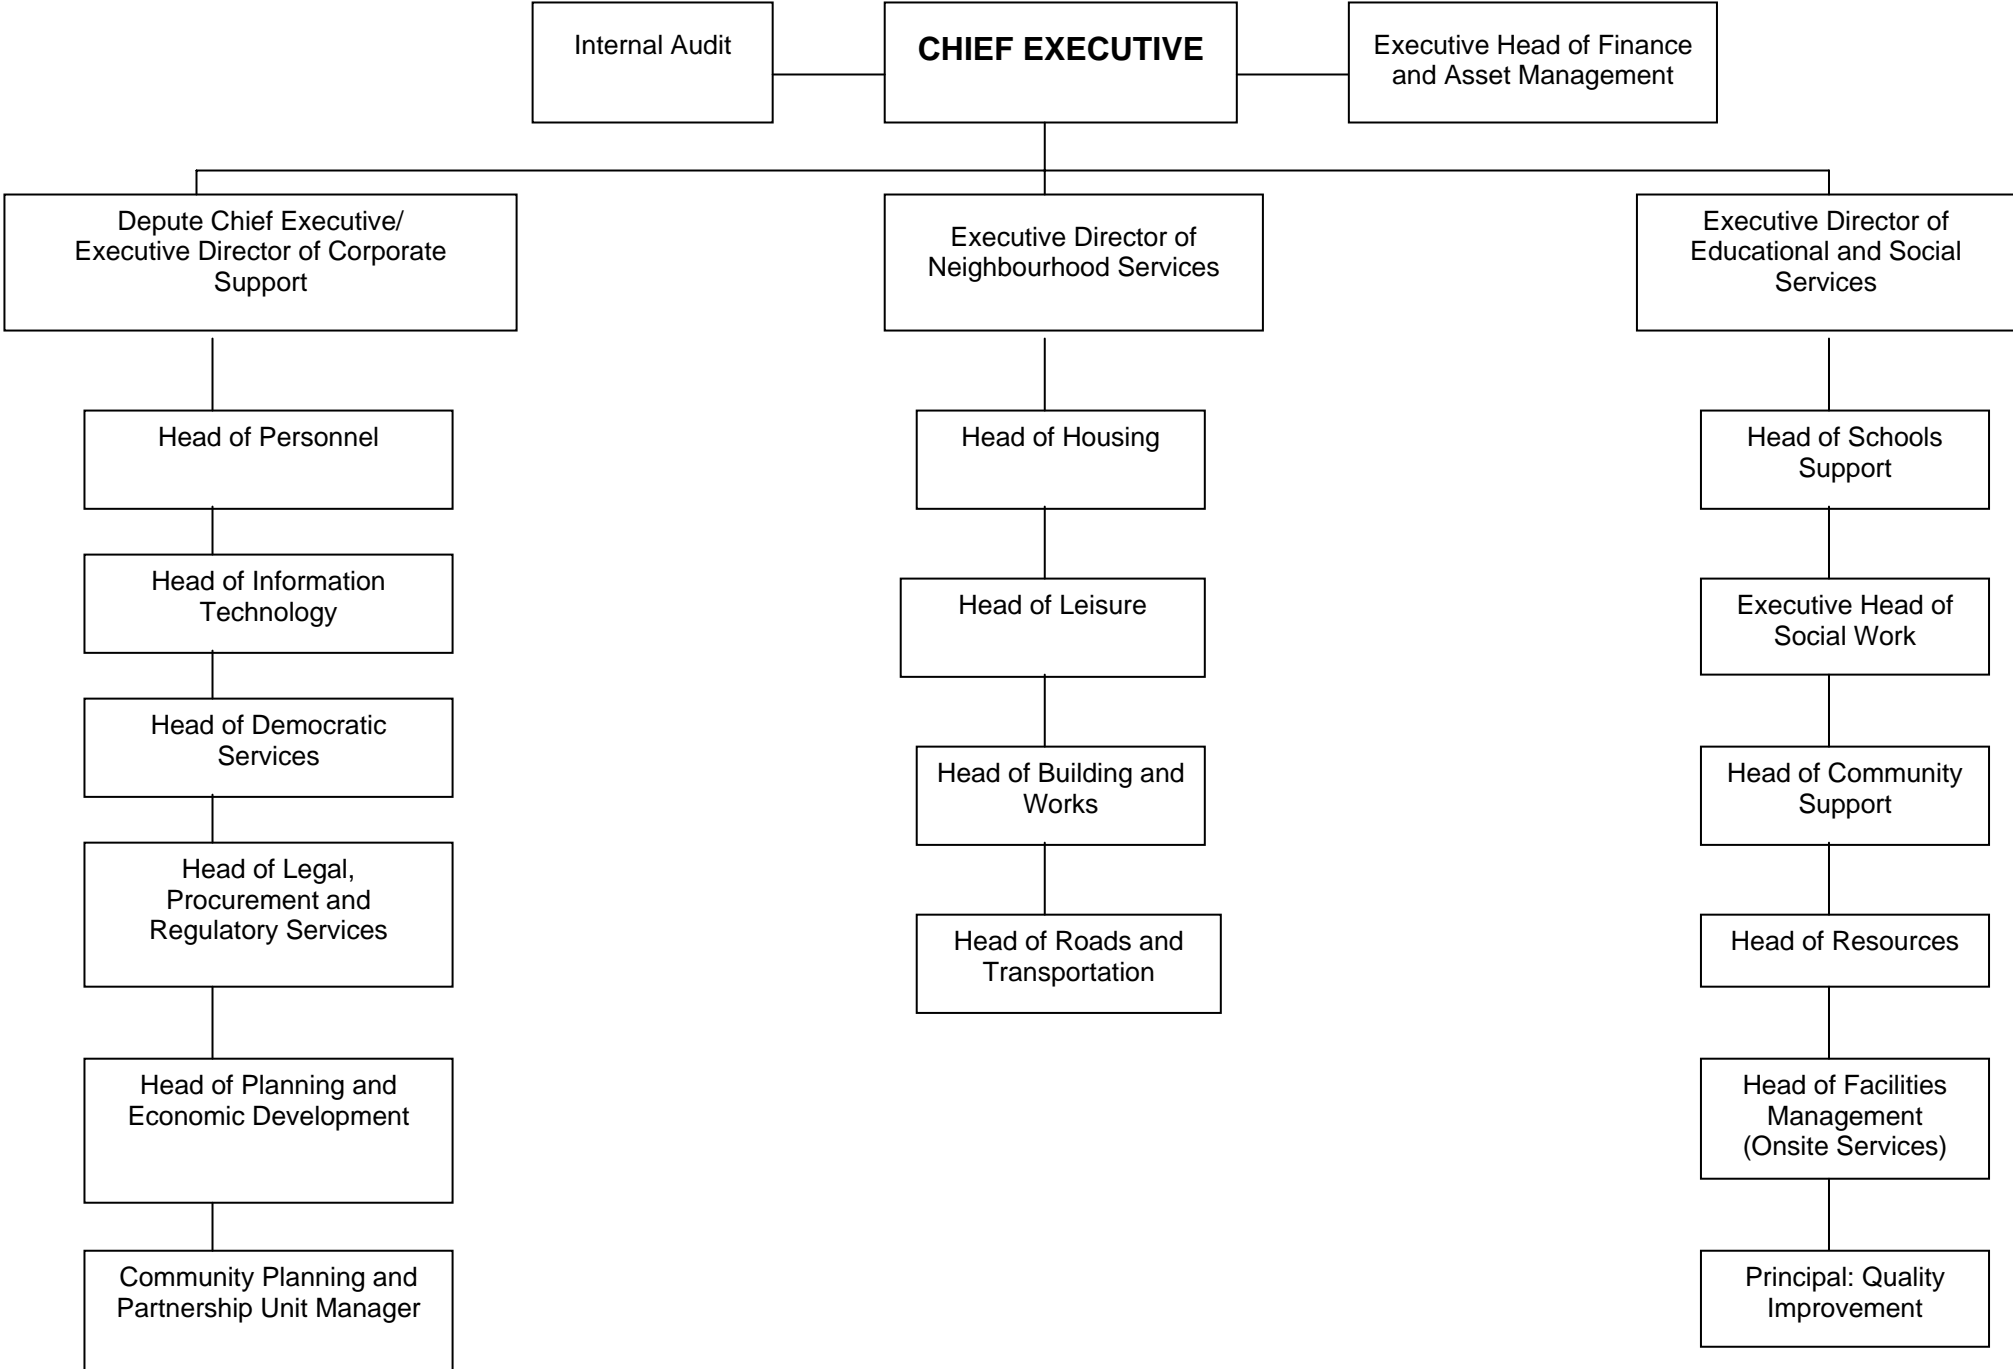 Internal Audit
CHIEF EXECUTIVE
Executive Head of Finance
and Asset Management
Depute Chief Executive/
Executive Director of Corporate
Support
Executive Director of
Neighbourhood Services
Executive Director of
Educational and Social
Services
Head of Personnel
Head of Information
Technology
Head of Democratic
Services
Head of Legal,
Procurement and
Regulatory Services
Head of Planning and
Economic Development
Community Planning and
Partnership Unit Manager
Head of Housing
Head of Leisure
Head of Building and
Works
Head of Roads and
Transportation
Head of Schools
Support
Executive Head of
Social Work
Head of Community
Support
Head of Resources
Head of Facilities
Management
(Onsite Services)
Principal: Quality
Improvement